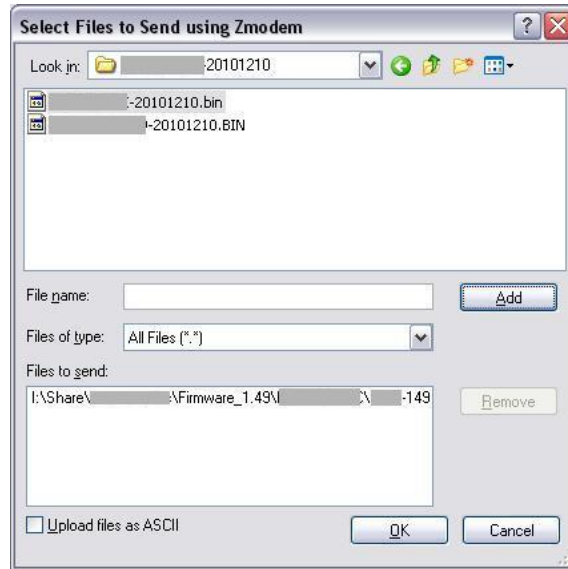 Select Files to Send using Zmodem
Look in: -20101210
-20101210.bin
-20101210.BIN
File name:
Add
Files of type: All Files (*.*)
Files to send:
I:\Share\ :\Firmware_1.49\ \ -149
Remove
Upload files as ASCII
OK Cancel